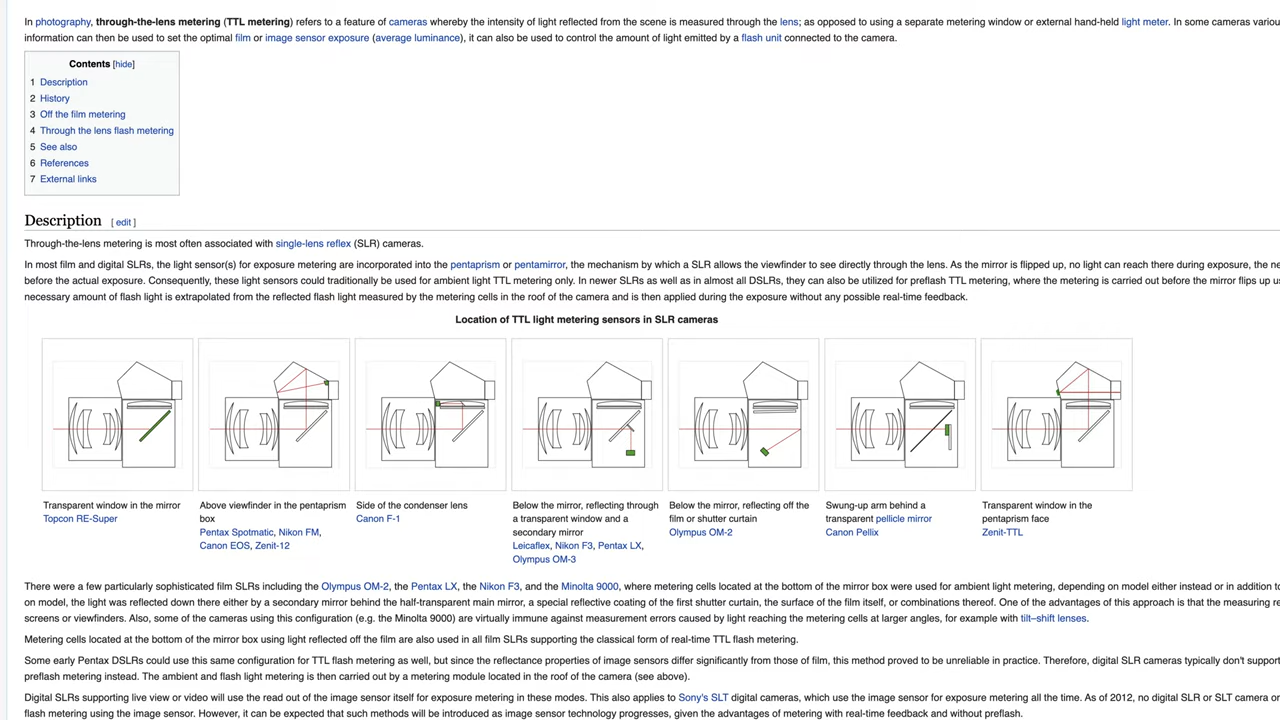 In photography, through-the-lens metering (TTL metering) refers to a feature of cameras whereby the intensity of light reflected from the scene is measured through the lens; as opposed to using a separate metering window or external hand-held light meter. In some cameras
information can then be used to set the optimal film or image sensor exposure (average luminance), it can also be used to control the amount of light emitted by a flash unit connected to the camera.
Contents [hide]
1 Description
2 History
3 Off the film metering
4 Through the lens flash metering
5 See also
6 References
7 External links
Description [ edit ]
Through-the-lens metering is most often associated with single-lens reflex (SLR) cameras.
In most film and digital SLRs, the light sensor(s) for exposure metering are incorporated into the pentaprism or pentamirror, the mechanism by which a SLR allows the viewfinder to see directly through the lens. As the mirror is flipped up, no light can reach there during exposure, the
before the actual exposure. Consequently, these light sensors could traditionally be used for ambient light TTL metering only. In newer SLRs as well as in almost all DSLRs, they can also be utilized for preflash TTL metering, where the metering is carried out before the mirror flips up
necessary amount of flash light is extrapolated from the reflected flash light measured by the metering cells in the roof of the camera and is then applied during the exposure without any possible real-time feedback.
Location of TTL light metering sensors in SLR cameras
Transparent window in the mirror
Topcon RE-Super
Above viewfinder in the pentaprism
box
Pentax Spotmatic, Nikon FM,
Canon EOS, Zenit-12
Side of the condenser lens
Canon F-1
Below the mirror, reflecting through
a transparent window and a
secondary mirror
Leicaflex, Nikon F3, Pentax LX,
Olympus OM-3
Below the mirror, reflecting off the
film or shutter curtain
Olympus OM-2
Swung-up arm behind a
transparent pellicle mirror
Canon Pellix
Transparent window in the
pentaprism face
Zenit-TTL
There were a few particularly sophisticated film SLRs including the Olympus OM-2, the Pentax LX, the Nikon F3, and the Minolta 9000, where metering cells located at the bottom of the mirror box were used for ambient light metering, depending on model either instead or in addition
on model, the light was reflected down there either by a secondary mirror behind the half-transparent main mirror, a special reflective coating of the first shutter curtain, the surface of the film itself, or combinations thereof. One of the advantages of this approach is that the measuring
screens or viewfinders. Also, some of the cameras using this configuration (e.g. the Minolta 9000) are virtually immune against measurement errors caused by light reaching the metering cells at larger angles, for example with tilt–shift lenses.
Metering cells located at the bottom of the mirror box using light reflected off the film are also used in all film SLRs supporting the classical form of real-time TTL flash metering.
Some early Pentax DSLRs could use this same configuration for TTL flash metering as well, but since the reflectance properties of image sensors differ significantly from those of film, this method proved to be unreliable in practice. Therefore, digital SLR cameras typically don't support
preflash metering instead. The ambient and flash light metering is then carried out by a metering module located in the roof of the camera (see above).
Digital SLRs supporting live view or video will use the read out of the image sensor itself for exposure metering in these modes. This also applies to Sony's SLT digital cameras, which use the image sensor for exposure metering all the time. As of 2012, no digital SLR or SLT camera
flash metering using the image sensor. However, it can be expected that such methods will be introduced as image sensor technology progresses, given the advantages of metering with real-time feedback and without preflash.